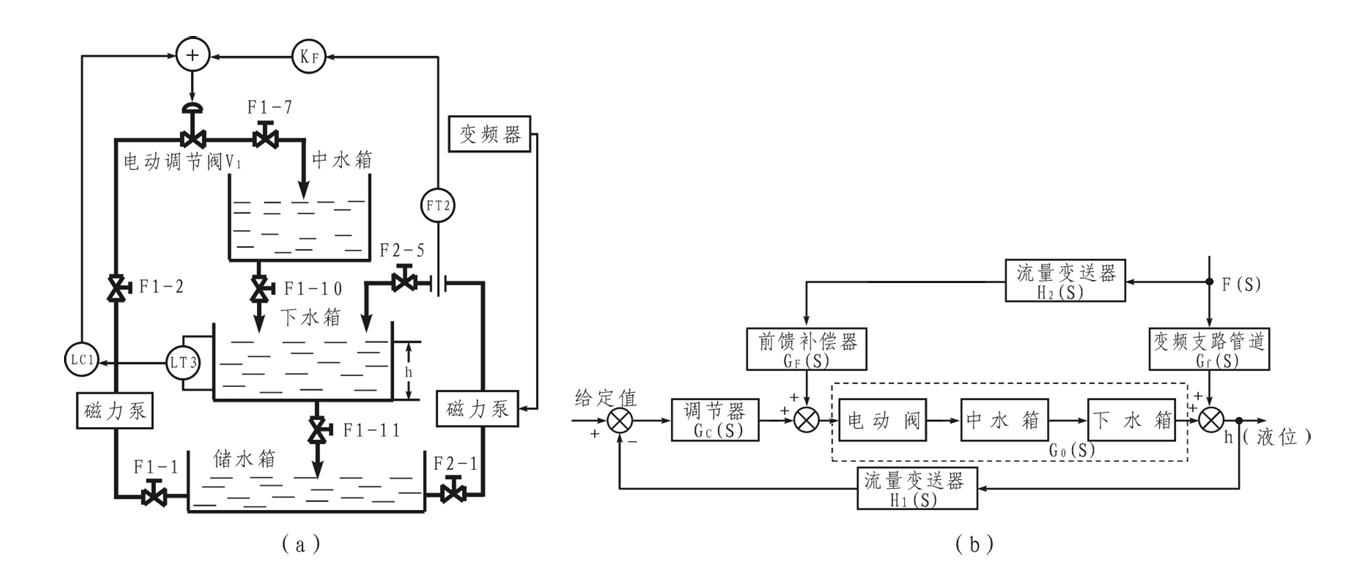 + KF
F1-7
变频器
电动调节阀V1 中水箱
FT2
F2-5
F1-2 F1-10
下水箱
LC1 LT3 h
磁力泵 磁力泵
F1-11
储水箱
F1-1 F2-1
(a)
流量变送器
H2(S)
F(S)
前馈补偿器
GF(S)
变频支路管道
Gf(S)
给定值
+ -
调节器
GC(S)
+ +
电动阀 中水箱 下水箱
G0(S)
+ +
h(液位)
流量变送器
H1(S)
(b)